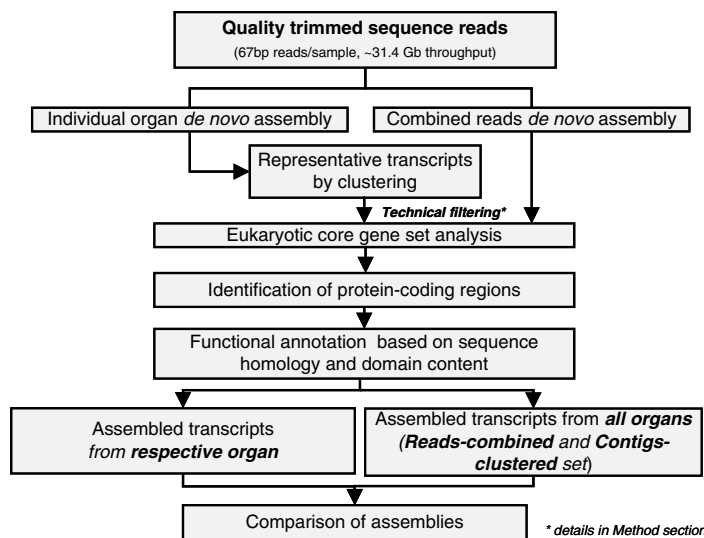 Quality trimmed sequence reads
(67bp reads/sample, ~31.4 Gb throughput)
Individual organ de novo assembly
Combined reads de novo assembly
Representative transcripts
by clustering
Technical filtering*
Eukaryotic core gene set analysis
Identification of protein-coding regions
Functional annotation based on sequence
homology and domain content
Assembled transcripts
from respective organ
Assembled transcripts from all organs
(Reads-combined and Contigs-
clustered set)
Comparison of assemblies
* details in Method section